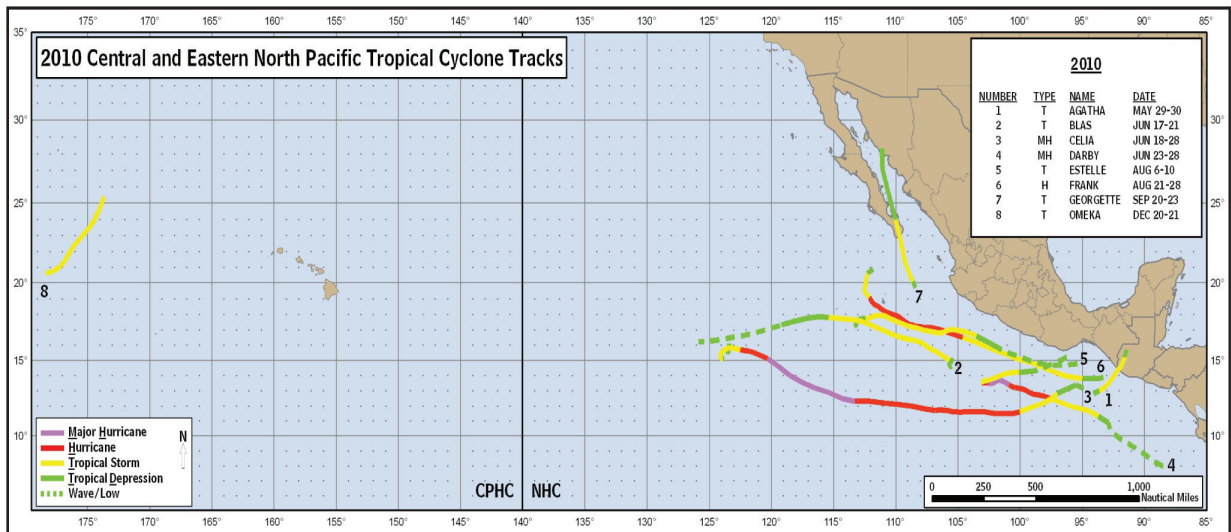 175° 170° 165° 160° 155° 150° 145° 140° 135° 130° 125° 120° 115° 110° 105° 100° 95° 90° 85°
35° 35°
2010 Central and Eastern North Pacific Tropical Cyclone Tracks
2010
NUMBER TYPE NAME DATE
1 T AGATHA MAY 29-30
2 T BLAS JUN 17-21
3 MH CELIA JUN 18-28
4 MH DARBY JUN 23-28
5 T ESTELLE AUG 6-10
6 H FRANK AUG 21-28
7 T GEORGETTE SEP 20-23
8 T OMEKA DEC 20-21
30° 30°
25° 25°
20° 20°
8
7
15° 15°
2
5
6
3
1
4
10° 10°
Major Hurricane
Hurricane
Tropical Storm
Tropical Depression
Wave/Low
N
CPHC NHC
0 250 500 1,000
Nautical Miles
175° 170° 165° 160° 155° 150° 145° 140° 135° 130° 125° 120° 115° 110° 105° 100° 95° 90° 85°